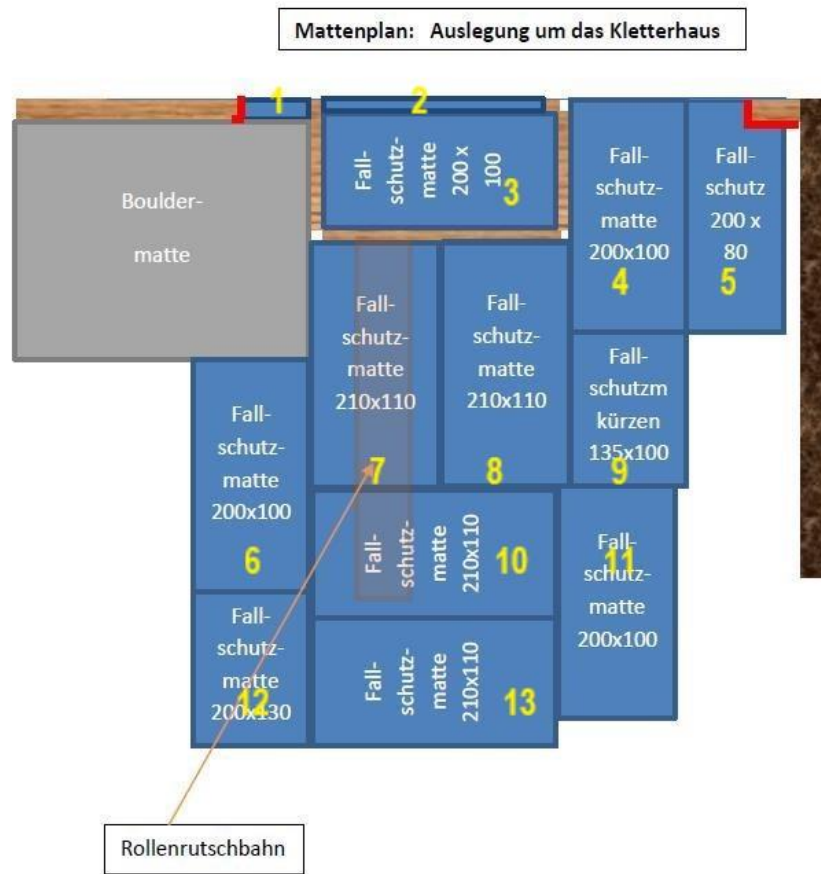 Mattenplan: Auslegung um das Kletterhaus
1
2
Boulder-
matte
Fall-
schutz-
matte
200 x
100
3
Fall-
schutz-
matte
200x100
4
Fall-
schutz
200 x
80
5
Fall-
schutz-
matte
200x100
6
Fall-
schutz-
matte
210x110
7
Fall-
schutz-
matte
210x110
8
Fall-
schutzm
kürzen
135x100
9
Fall-
schutz-
matte
210x110
10
Fall-
schutz-
matte
200x100
11
Fall-
schutz-
matte
200x130
12
Fall-
schutz-
matte
210x110
13
Rollenrutschbahn